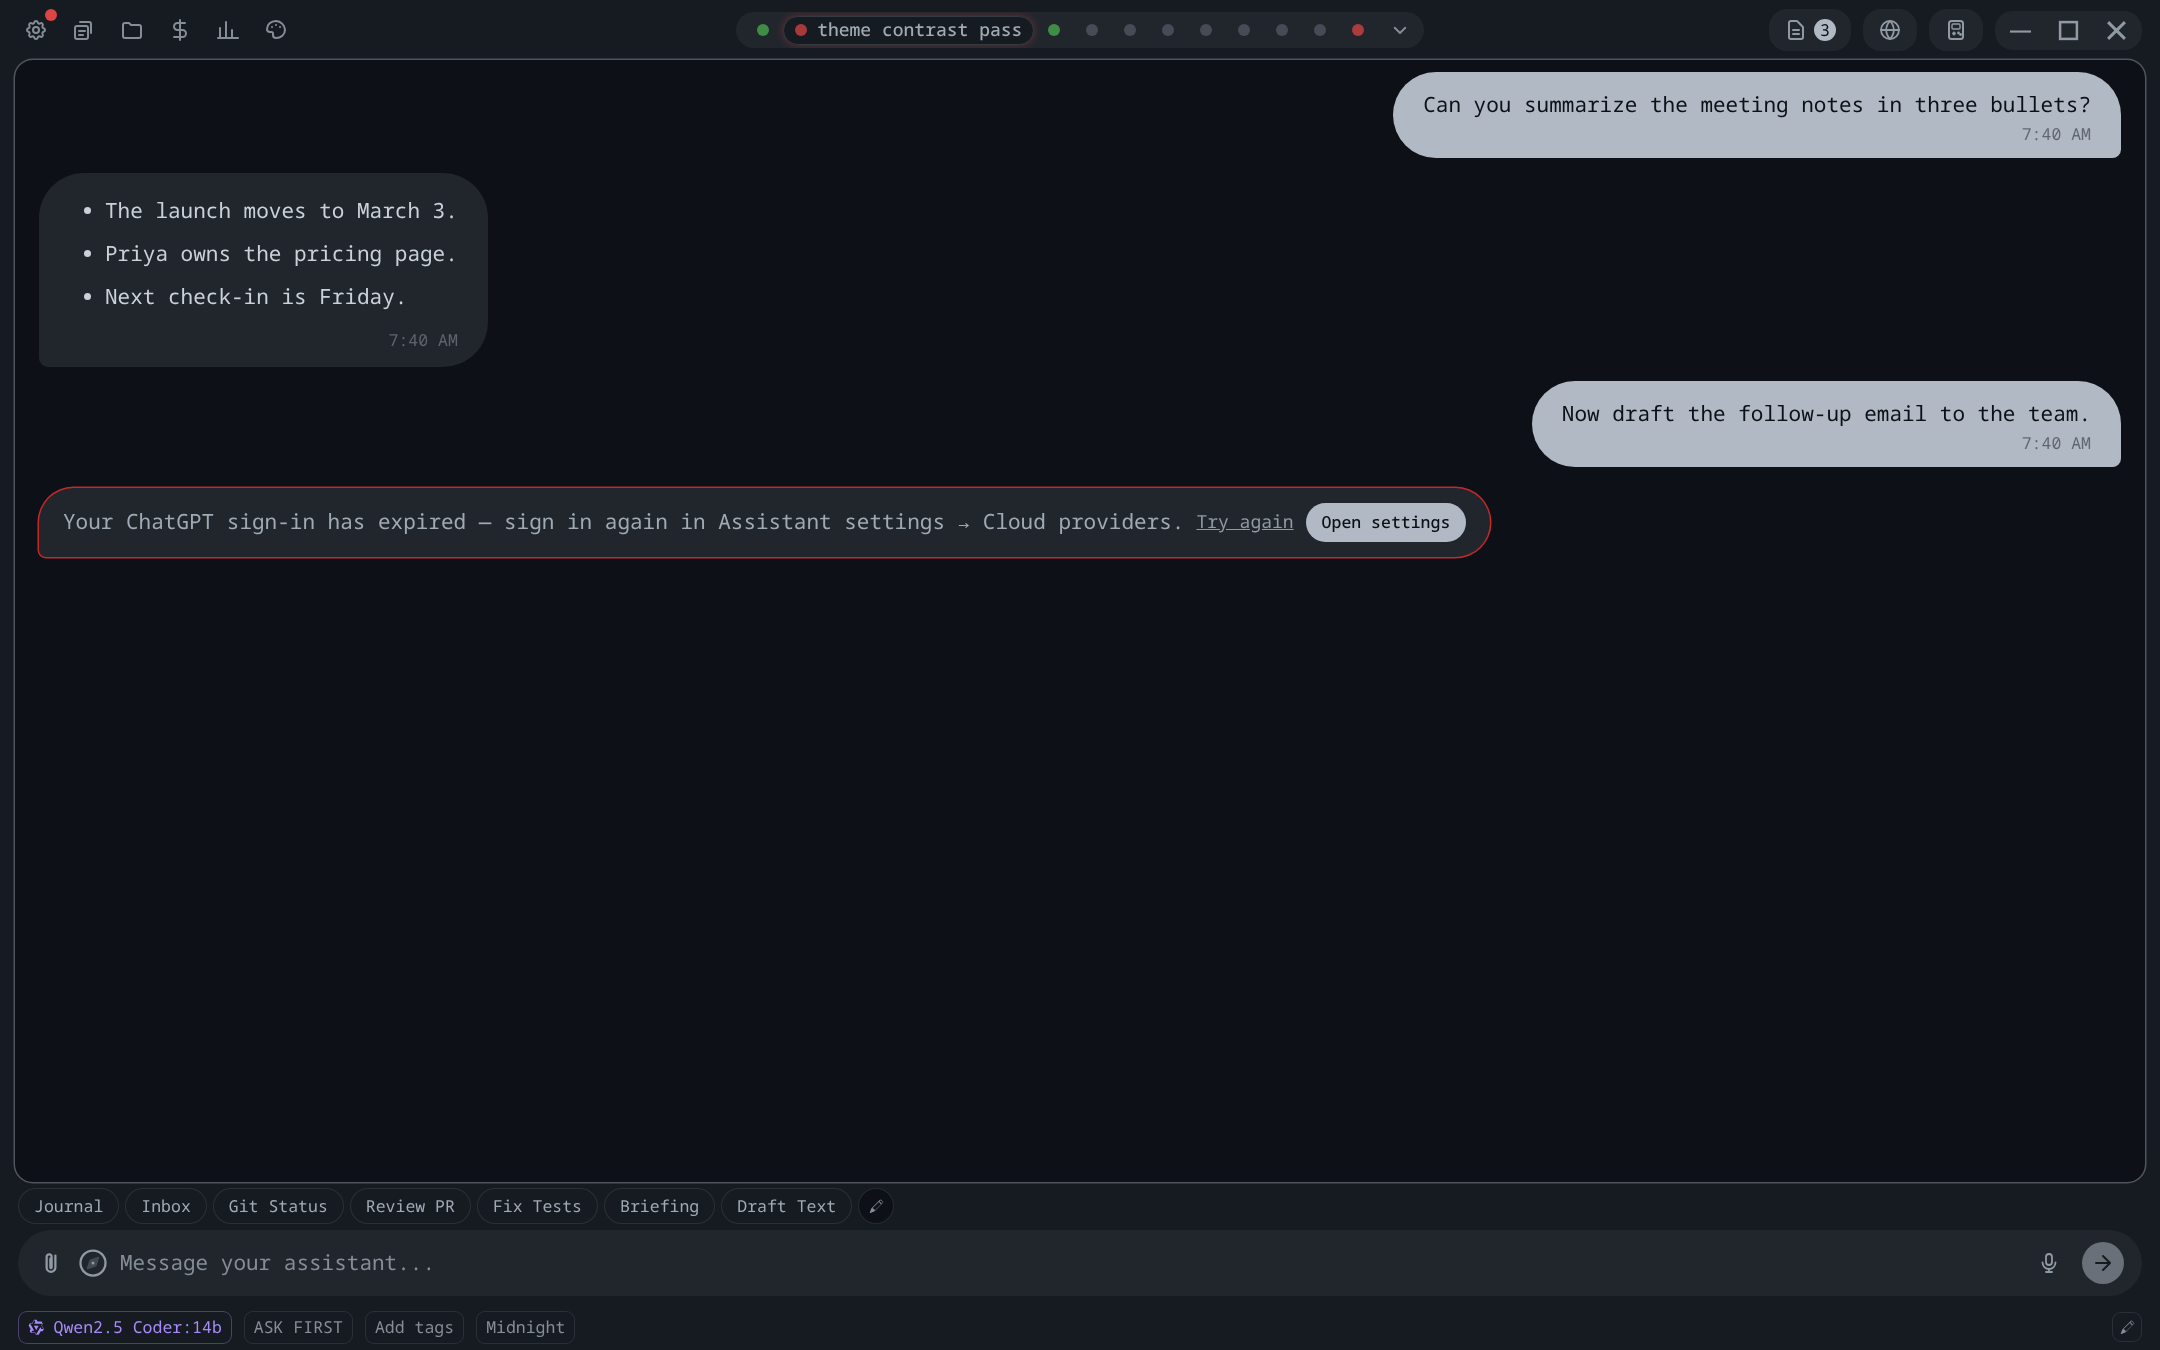 theme contrast pass
3
Can you summarize the meeting notes in three bullets?
7:40 AM
• The launch moves to March 3.
• Priya owns the pricing page.
• Next check-in is Friday.
7:40 AM
Now draft the follow-up email to the team.
7:40 AM
Your ChatGPT sign-in has expired — sign in again in Assistant settings → Cloud providers. Try again Open settings
Journal Inbox Git Status Review PR Fix Tests Briefing Draft Text
Message your assistant...
Qwen2.5 Coder:14b ASK FIRST Add tags Midnight